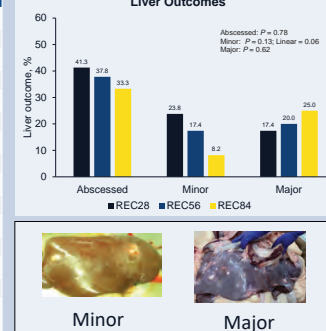 Liver Outcomes
Abscessed: P = 0.78
Minor: P = 0.13; Linear = 0.06
Major: P = 0.62
Liver outcome, %
60
50
40
30
20
10
0
41.3 37.8 33.3
23.8 17.4 8.2
17.4 20.0 25.0
Abscessed Minor Major
REC28 REC56 REC84
Minor Major